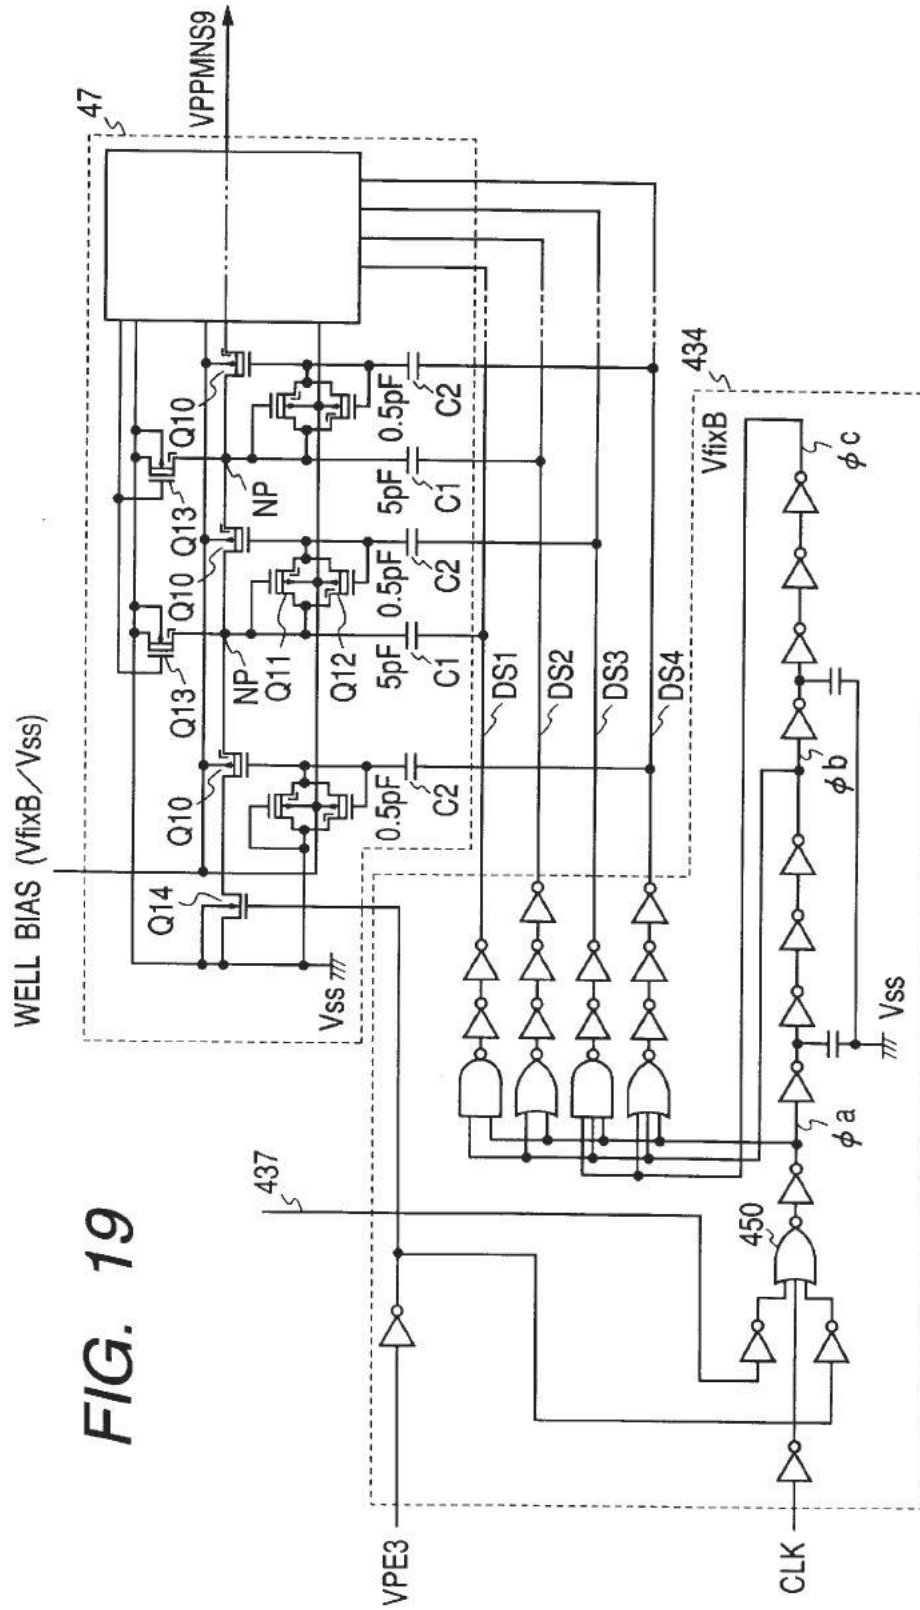 FIG. 19
WELL BIAS (VfixB/Vss)
47
VPPMNS9
Q13
Q13
Q14
Q10
Q10
Q10
NP
NP
Q11
Q12
Vss
0.5pF
C2
5pF
C1
0.5pF
C2
5pF
C1
0.5pF
C2
DS1
DS2
DS3
DS4
434
437
VPE3
VfixB
450
CLK
ϕa
ϕb
ϕc
Vss